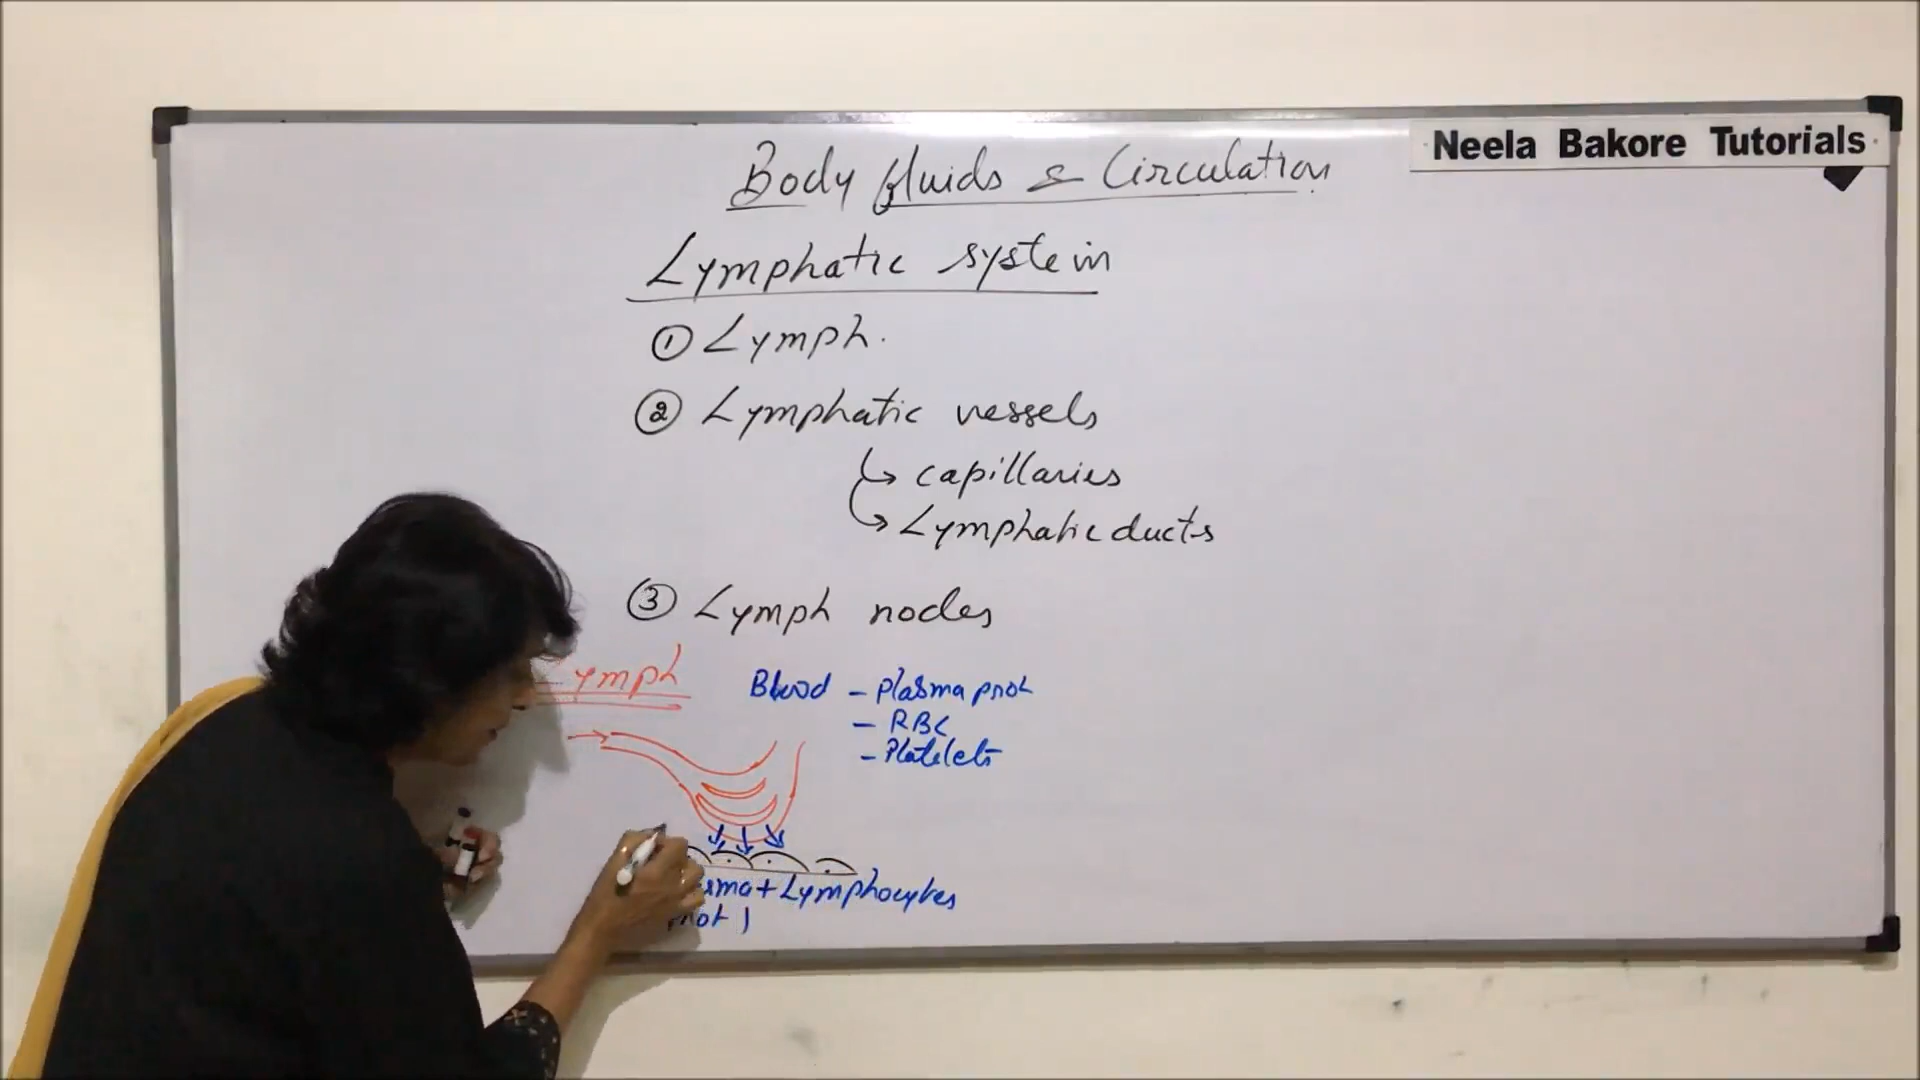 Neela Bakore Tutorials
Body fluids & Circulation
Lymphatic system
① Lymph.
② Lymphatic vessels
↳ capillaries
↳ Lymphatic ducts
③ Lymph nodes
Lymph
Blood - Plasma prot
- RBC
- Platelets
+ Lymphocytes